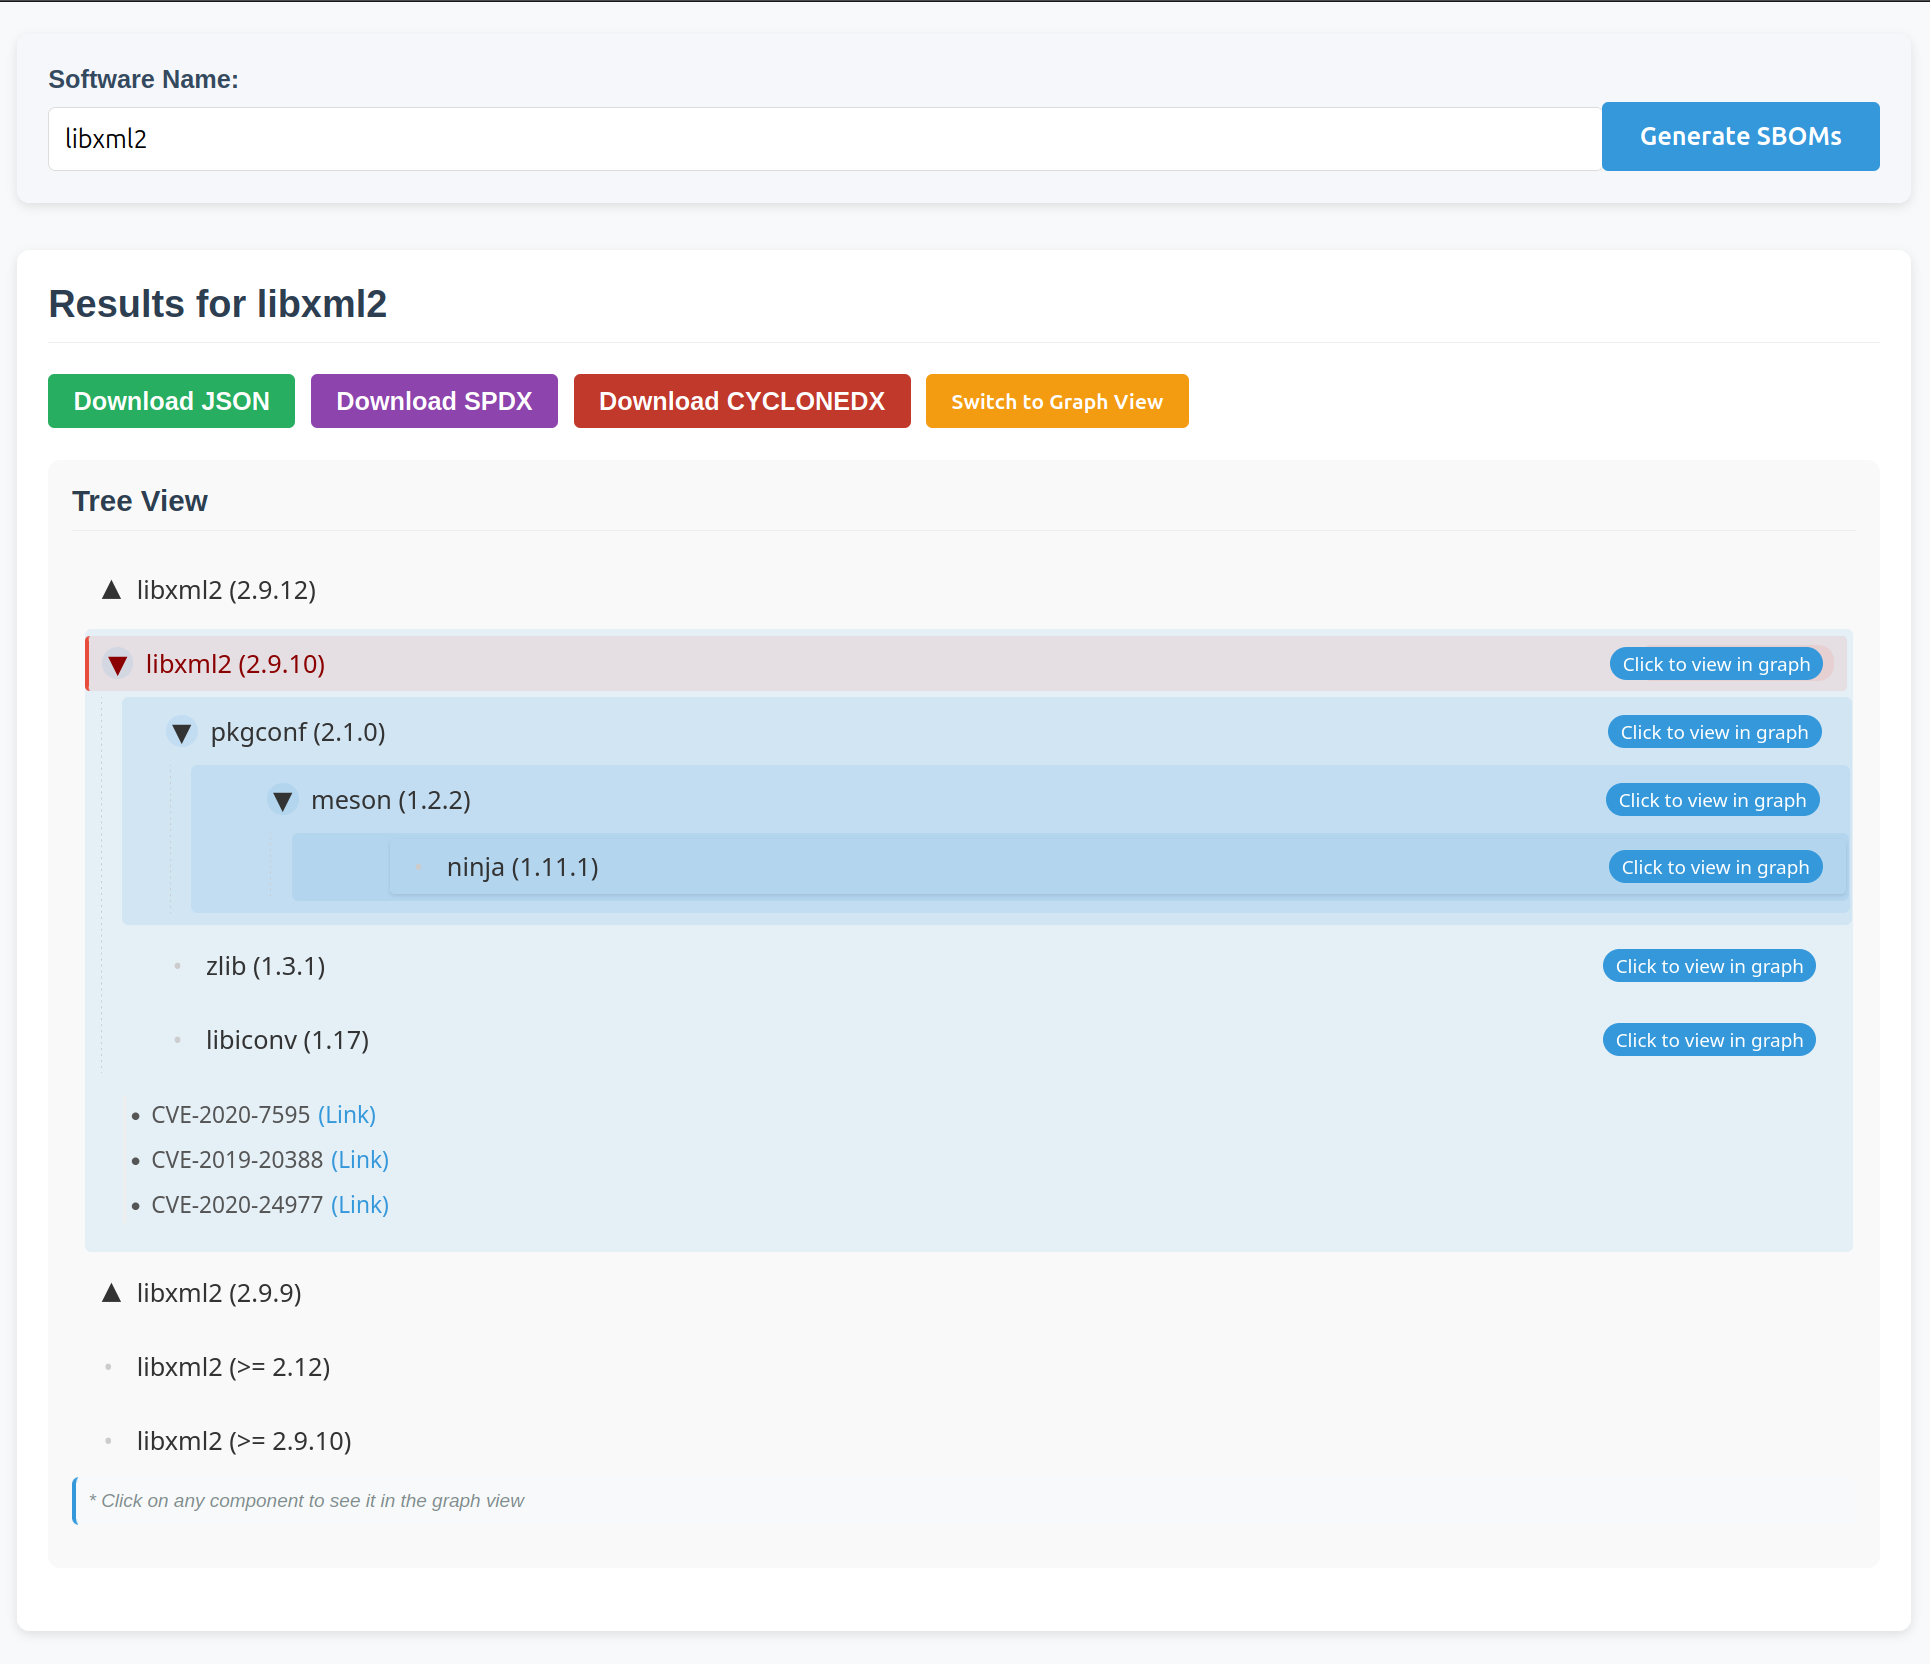 Software Name:
libxml2
Generate SBOMs
Results for libxml2
Download JSON Download SPDX Download CYCLONEDX Switch to Graph View
Tree View
▲ libxml2 (2.9.12)
▼ libxml2 (2.9.10) Click to view in graph
▼ pkgconf (2.1.0) Click to view in graph
▼ meson (1.2.2) Click to view in graph
• ninja (1.11.1) Click to view in graph
• zlib (1.3.1) Click to view in graph
• libiconv (1.17) Click to view in graph
• CVE-2020-7595 (Link)
• CVE-2019-20388 (Link)
• CVE-2020-24977 (Link)
▲ libxml2 (2.9.9)
• libxml2 (>= 2.12)
• libxml2 (>= 2.9.10)
* Click on any component to see it in the graph view